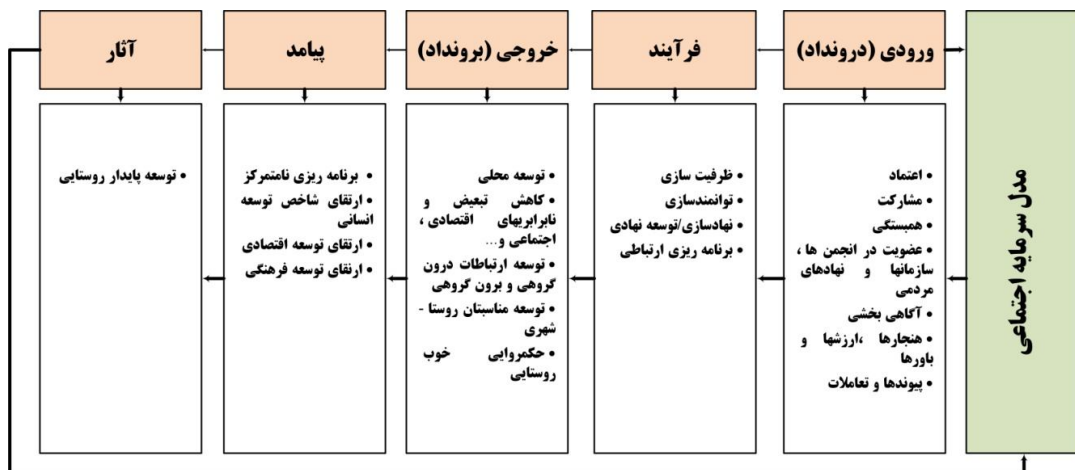 مدل سرمایه اجتماعی
ورودی (درونداد)
• اعتماد
• مشارکت
• همبستگی
• عضویت در انجمن ها ،
سازمانها و نهادهای
مردمی
• آگاهی بخشی
• هنجارها ،ارزشها و
باورها
• پیوندها و تعاملات
فرآیند
• ظرفیت سازی
• توانمندسازی
• نهادسازی/توسعه نهادی
• برنامه ریزی ارتباطی
خروجی (برونداد)
• توسعه محلی
• کاهش تبعیض و
نابرابریهای اقتصادی ،
اجتماعی و...
• توسعه ارتباطات درون
گروهی و برون گروهی
• توسعه مناسبتان روستا -
شهری
• حکمروایی خوب
روستایی
پیامد
• برنامه ریزی نامتمرکز
• ارتقای شاخص توسعه
انسانی
• ارتقای توسعه اقتصادی
• ارتقای توسعه فرهنگی
آثار
• توسعه پایدار روستایی